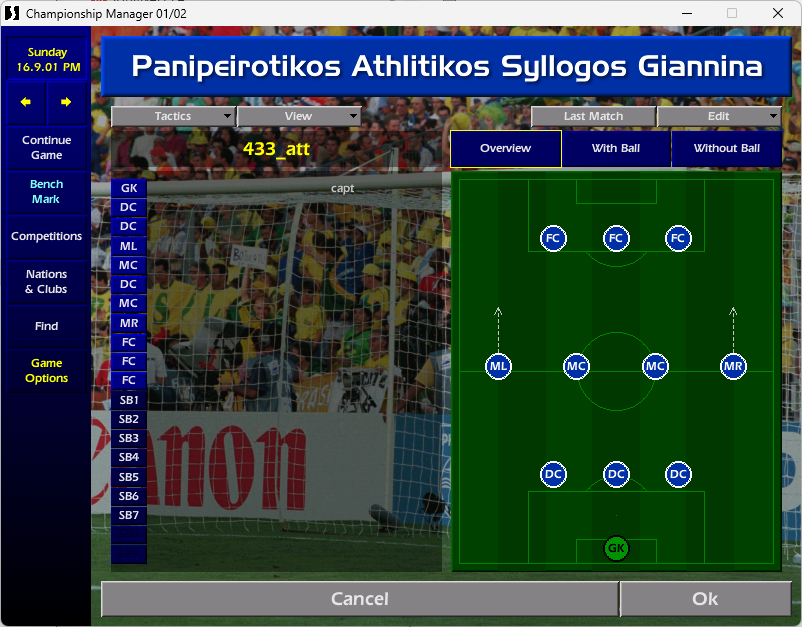 Championship Manager 01/02
Sunday
16.9.01 PM
Continue
Game
Bench
Mark
Competitions
Nations
& Clubs
Find
Game
Options
Panipeirotikos Athlitikos Syllogos Giannina
Tactics
View
Last Match
Edit
433_att
Overview
With Ball
Without Ball
GK
capt
DC
DC
ML
MC
DC
MC
MR
FC
FC
FC
SB1
SB2
SB3
SB4
SB5
SB6
SB7
FC FC FC
ML MC MC MR
DC DC DC
GK
Cancel
Ok